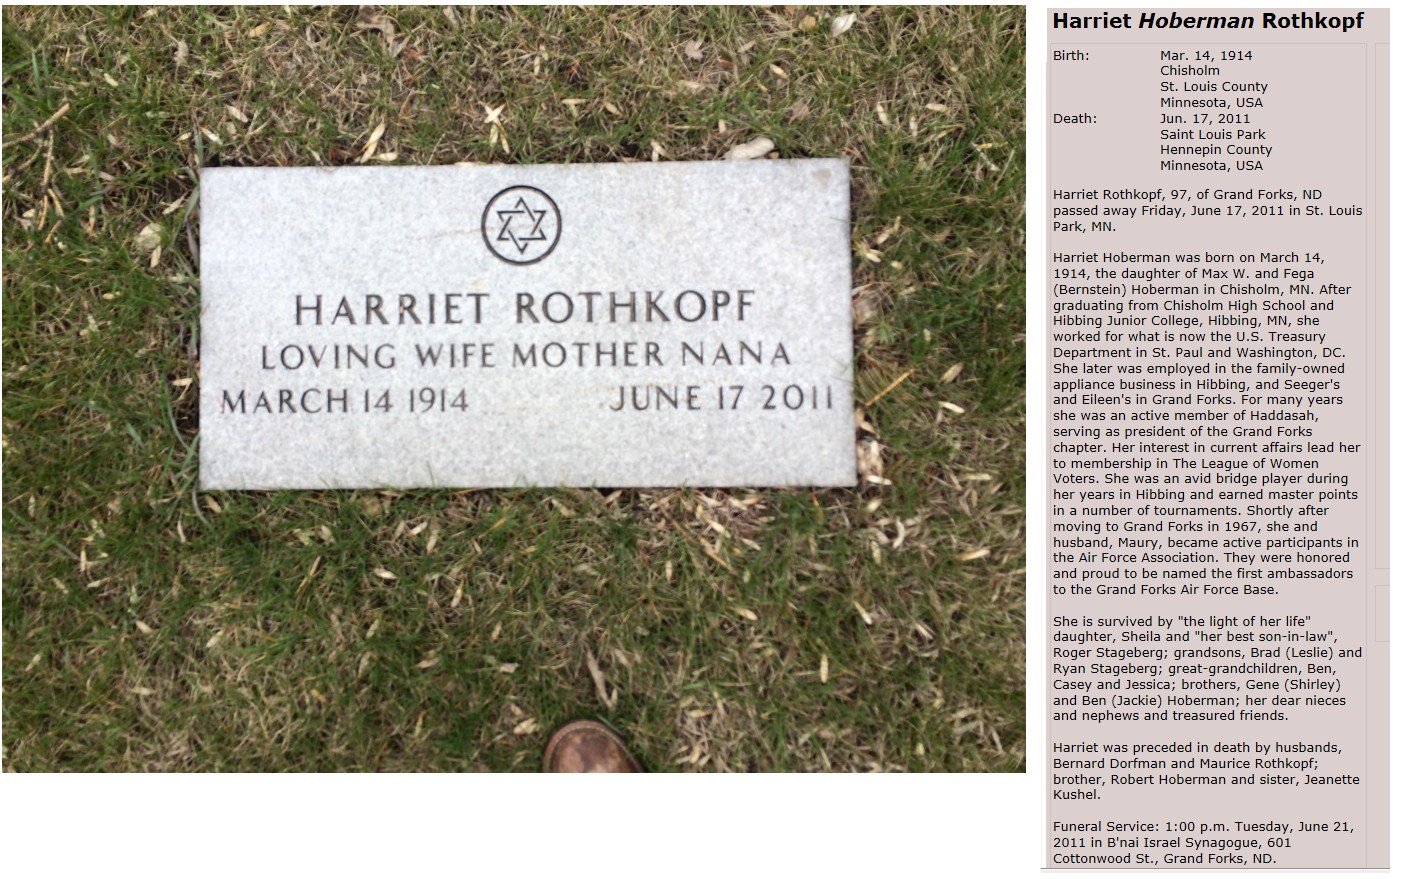 HARRIET ROTHKOPF
LOVING WIFE MOTHER NANA
MARCH 14 1914 JUNE 17 2011
Harriet Hoberman Rothkopf
Birth: Mar. 14, 1914
Chisholm
St. Louis County
Minnesota, USA
Death: Jun. 17, 2011
Saint Louis Park
Hennepin County
Minnesota, USA
Harriet Rothkopf, 97, of Grand Forks, ND
passed away Friday, June 17, 2011 in St. Louis
Park, MN.
Harriet Hoberman was born on March 14,
1914, the daughter of Max W. and Fega
(Bernstein) Hoberman in Chisholm, MN. After
graduating from Chisholm High School and
Hibbing Junior College, Hibbing, MN, she
worked for what is now the U.S. Treasury
Department in St. Paul and Washington, DC.
She later was employed in the family-owned
appliance business in Hibbing, and Seeger's
and Eileen's in Grand Forks. For many years
she was an active member of Haddasah,
serving as president of the Grand Forks
chapter. Her interest in current affairs lead her
to membership in The League of Women
Voters. She was an avid bridge player during
her years in Hibbing and earned master points
in a number of tournaments. Shortly after
moving to Grand Forks in 1967, she and
husband, Maury, became active participants in
the Air Force Association. They were honored
and proud to be named the first ambassadors
to the Grand Forks Air Force Base.
She is survived by "the light of her life"
daughter, Sheila and "her best son-in-law",
Roger Stageberg; grandsons, Brad (Leslie) and
Ryan Stageberg; great-grandchildren, Ben,
Casey and Jessica; brothers, Gene (Shirley)
and Ben (Jackie) Hoberman; her dear nieces
and nephews and treasured friends.
Harriet was preceded in death by husbands,
Bernard Dorfman and Maurice Rothkopf;
brother, Robert Hoberman and sister, Jeanette
Kushel.
Funeral Service: 1:00 p.m. Tuesday, June 21,
2011 in B'nai Israel Synagogue, 601
Cottonwood St., Grand Forks, ND.